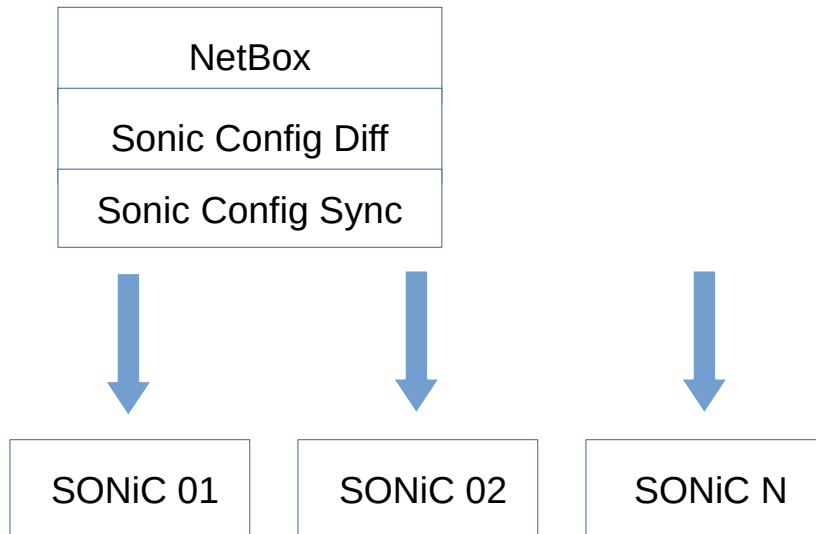 NetBox
Sonic Config Diff
Sonic Config Sync
SONiC 01
SONiC 02
SONiC N